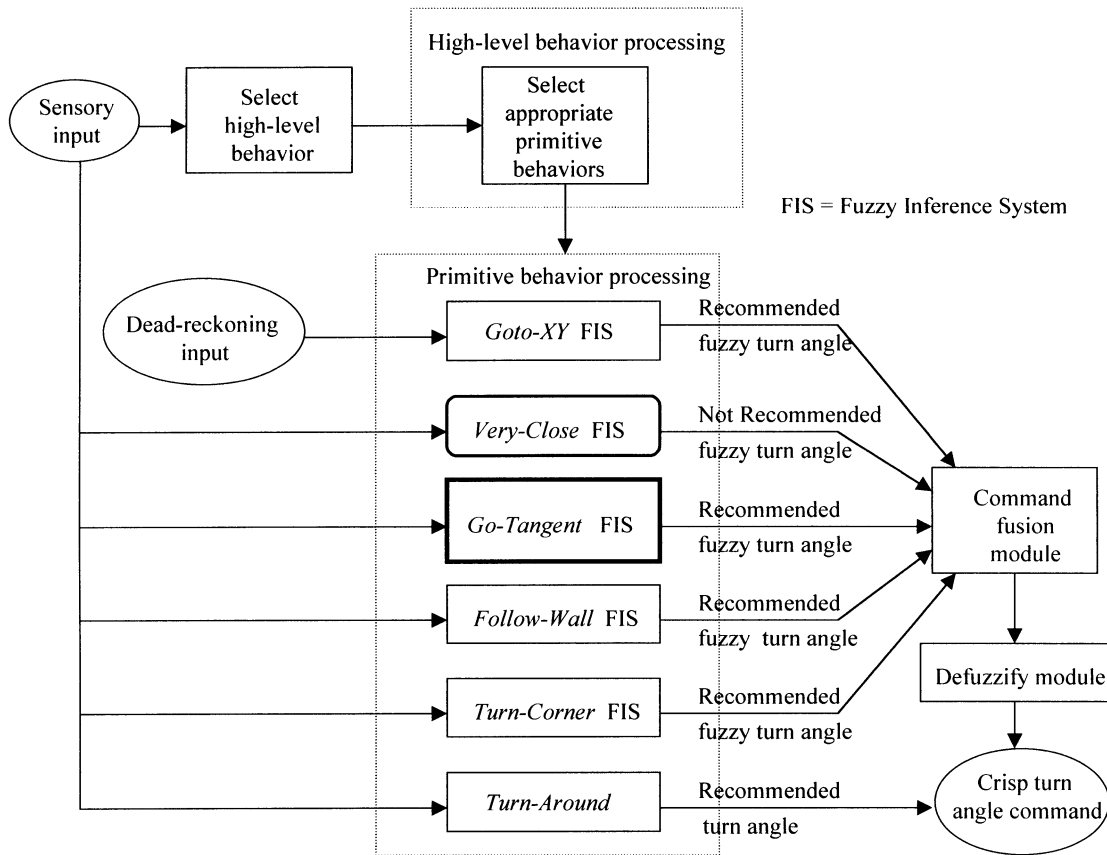 High-level behavior processing
Sensory
input
Select
high-level
behavior
Select
appropriate
primitive
behaviors
FIS = Fuzzy Inference System
Primitive behavior processing
Dead-reckoning
input
Goto-XY FIS
Recommended
fuzzy turn angle
Very-Close FIS
Not Recommended
fuzzy turn angle
Go-Tangent FIS
Recommended
fuzzy turn angle
Follow-Wall FIS
Recommended
fuzzy turn angle
Turn-Corner FIS
Recommended
fuzzy turn angle
Turn-Around
Recommended
turn angle
Command
fusion
module
Defuzzify module
Crisp turn
angle command